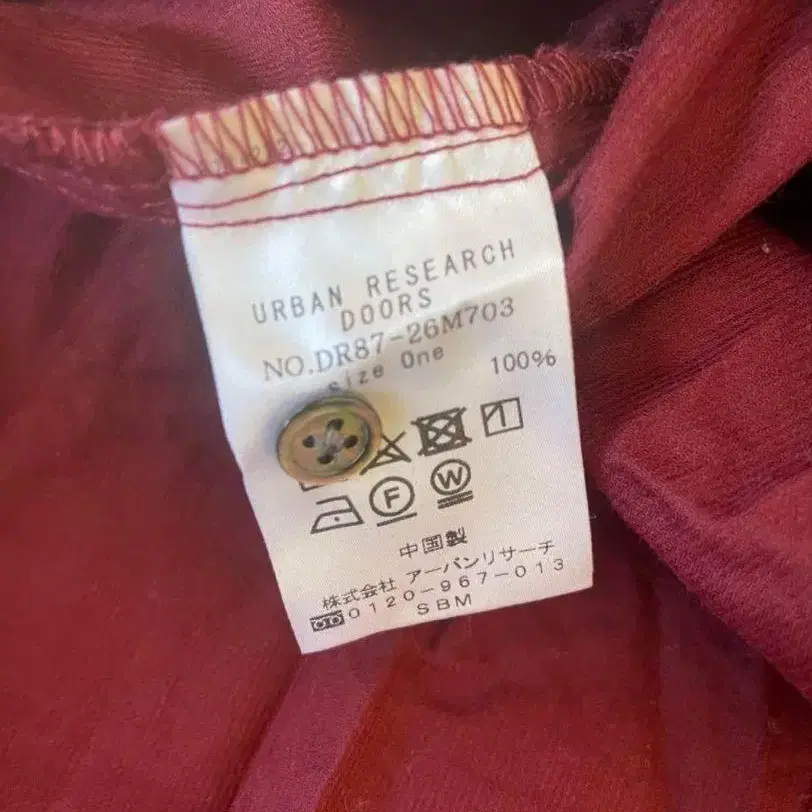 URBAN RESEARCH
DOORS
NO.DR87-26M703
Size One
100%
F W
中国製
株式会社 アーバンリサーチ
0120-967-013
SBM